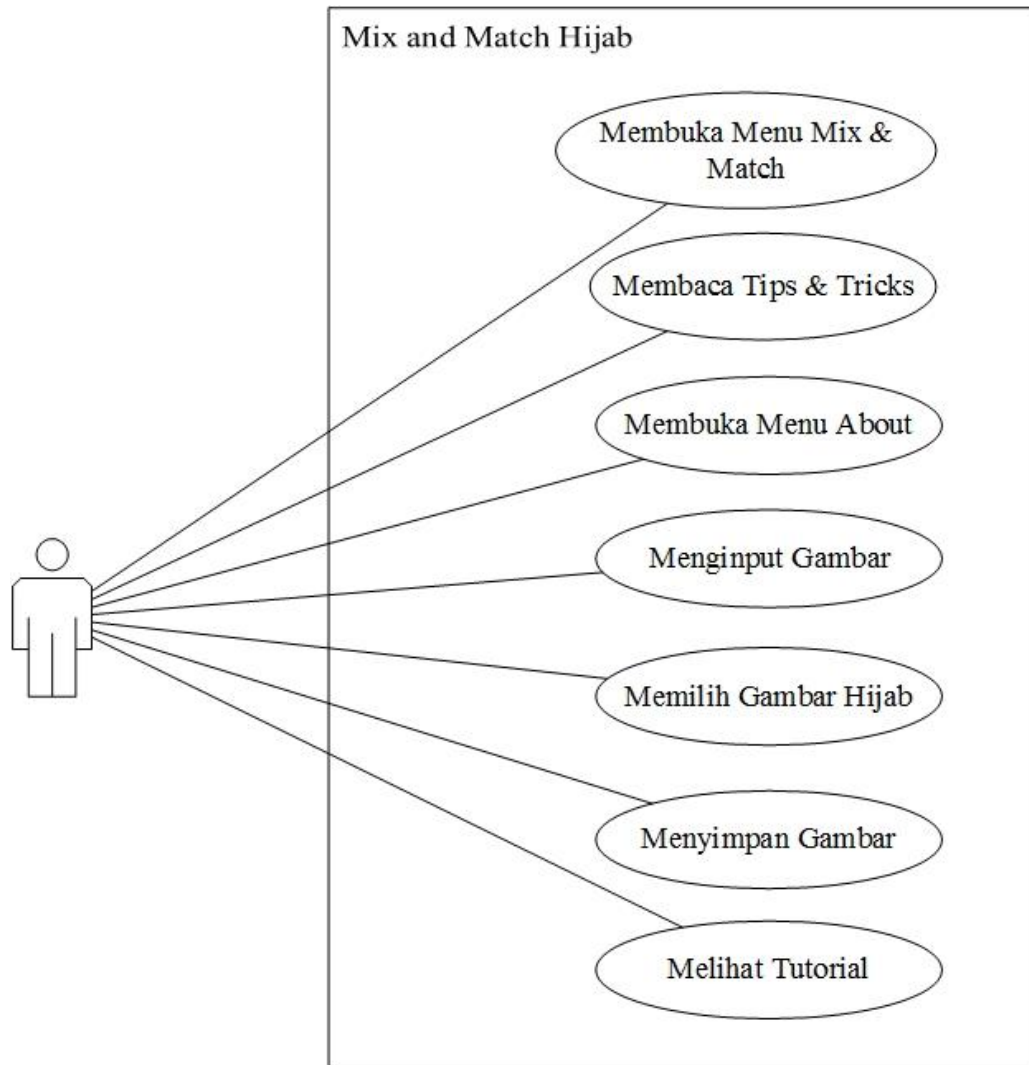 Mix and Match Hijab
Membuka Menu Mix &
Match
Membaca Tips & Tricks
Membuka Menu About
Menginput Gambar
Memilih Gambar Hijab
Menyimpan Gambar
Melihat Tutorial